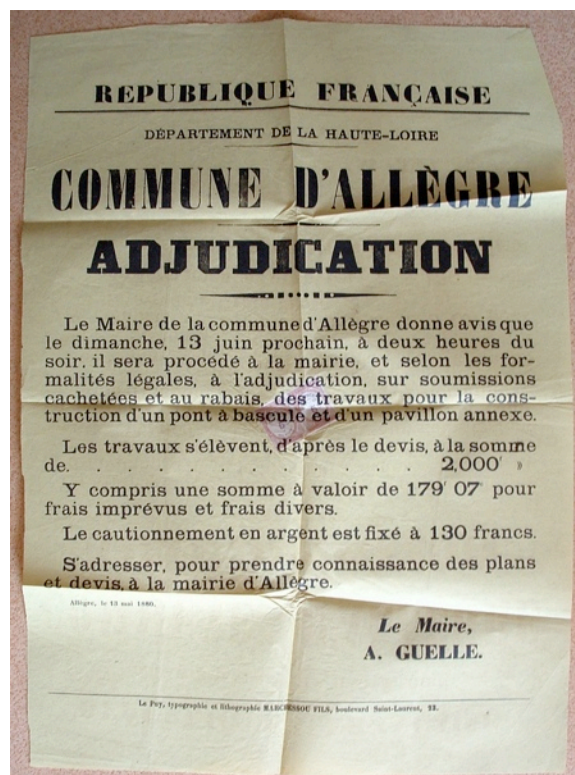 RÉPUBLIQUE FRANÇAISE
DÉPARTEMENT DE LA HAUTE-LOIRE
COMMUNE D'ALLÈGRE
ADJUDICATION
Le Maire de la commune d'Allègre donne avis que
le dimanche, 13 juin prochain, à deux heures du
soir, il sera procédé à la mairie, et selon les for-
malités légales, à l'adjudication, sur soumissions
cachetées et au rabais, des travaux pour la cons-
truction d'un pont à bascule et d'un pavillon annexe.
Les travaux s'élèvent, d'après le devis, à la somme
de. . . . . . . . . . . . 2,000f »
Y compris une somme à valoir de 179f 07c pour
frais imprévus et frais divers.
Le cautionnement en argent est fixé à 130 francs.
S'adresser, pour prendre connaissance des plans
et devis, à la mairie d'Allègre.
Allègre, le 13 mai 1880.
Le Maire,
A. GUELLE.
Le Puy, typographie et lithographie MARCHESSOU FILS, boulevard Saint-Laurent, 23.